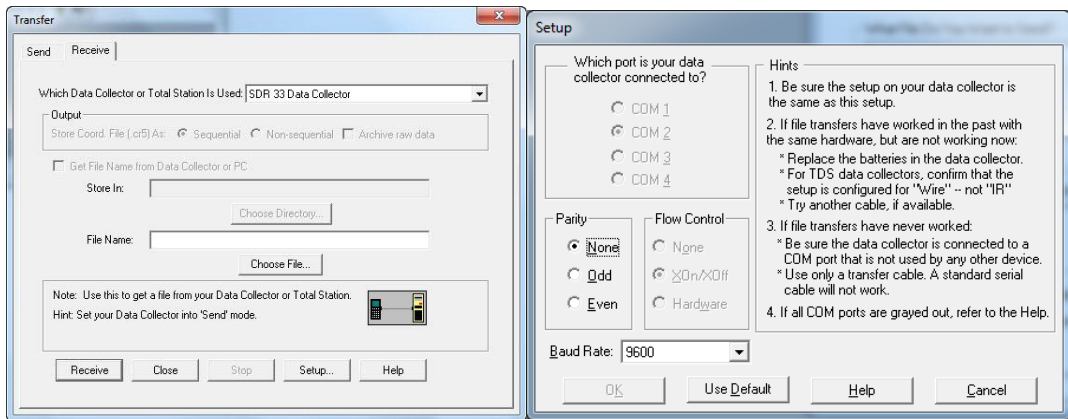 Transfer
Send Receive
Which Data Collector or Total Station Is Used: SDR 33 Data Collector
Output
Store Coord. File (.cr5) As: Sequential Non-sequential Archive raw data
Get File Name from Data Collector or PC
Store In:
Choose Directory...
File Name:
Choose File...
Note: Use this to get a file from your Data Collector or Total Station.
Hint: Set your Data Collector into 'Send' mode.
Receive Close Stop Setup... Help
Setup
Which port is your data
collector connected to?
COM 1
COM 2
COM 3
COM 4
Parity
None
Odd
Even
Flow Control
None
XOn/XOff
Hardware
Hints
1. Be sure the setup on your data collector is
the same as this setup.
2. If file transfers have worked in the past with
the same hardware, but are not working now:
* Replace the batteries in the data collector.
* For TDS data collectors, confirm that the
setup is configured for "Wire" -- not "IR"
* Try another cable, if available.
3. If file transfers have never worked:
* Be sure the data collector is connected to a
COM port that is not used by any other device.
* Use only a transfer cable. A standard serial
cable will not work.
4. If all COM ports are grayed out, refer to the Help.
Baud Rate: 9600
OK Use Default Help Cancel